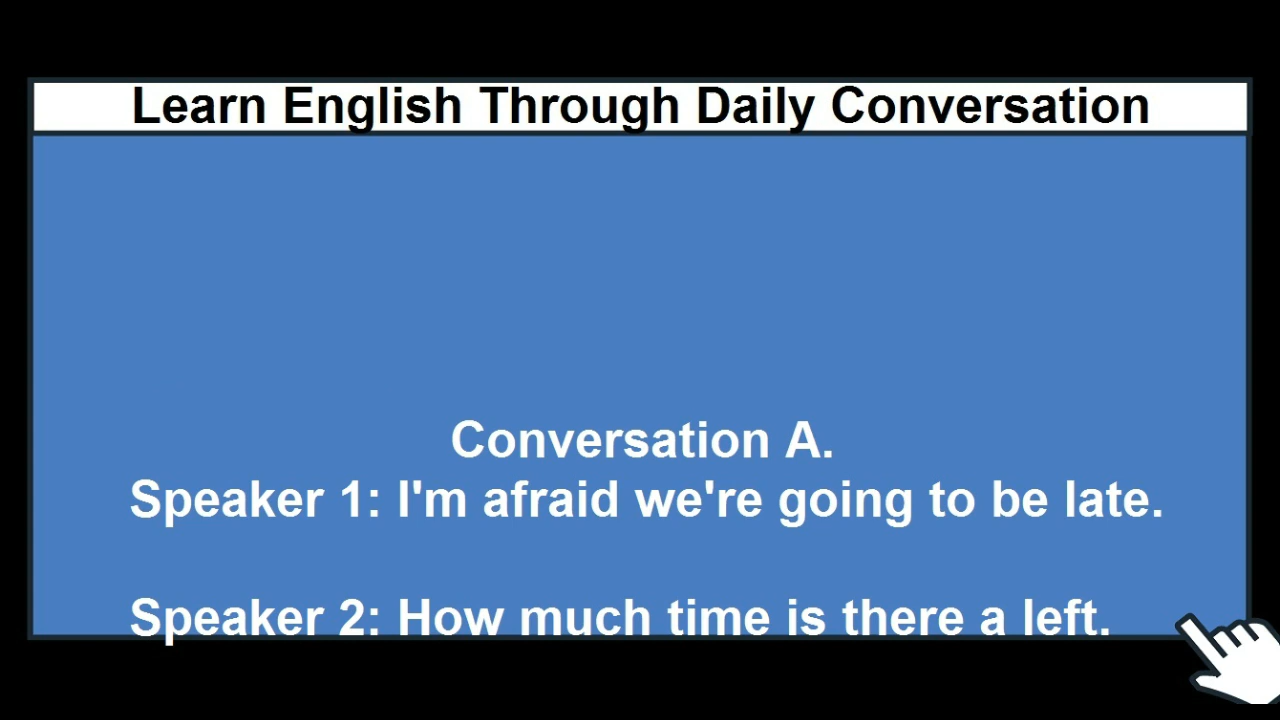 Learn English Through Daily Conversation
Conversation A.
Speaker 1: I'm afraid we're going to be late.
Speaker 2: How much time is there a left.